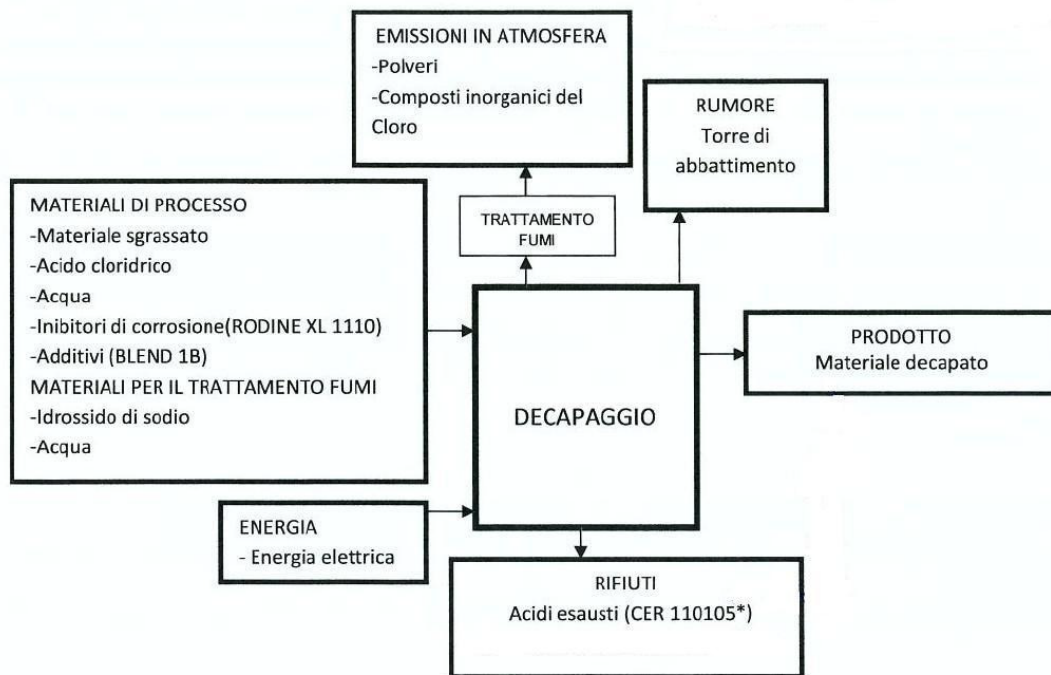 EMISSIONI IN ATMOSFERA
-Polveri
-Composti inorganici del
Cloro
RUMORE
Torre di
abbattimento
TRATTAMENTO
FUMI
MATERIALI DI PROCESSO
-Materiale sgrassato
-Acido cloridrico
-Acqua
-Inibitori di corrosione(RODINE XL 1110)
-Additivi (BLEND 1B)
MATERIALI PER IL TRATTAMENTO FUMI
-Idrossido di sodio
-Acqua
DECAPAGGIO
PRODOTTO
Materiale decapato
ENERGIA
- Energia elettrica
RIFIUTI
Acidi esausti (CER 110105*)